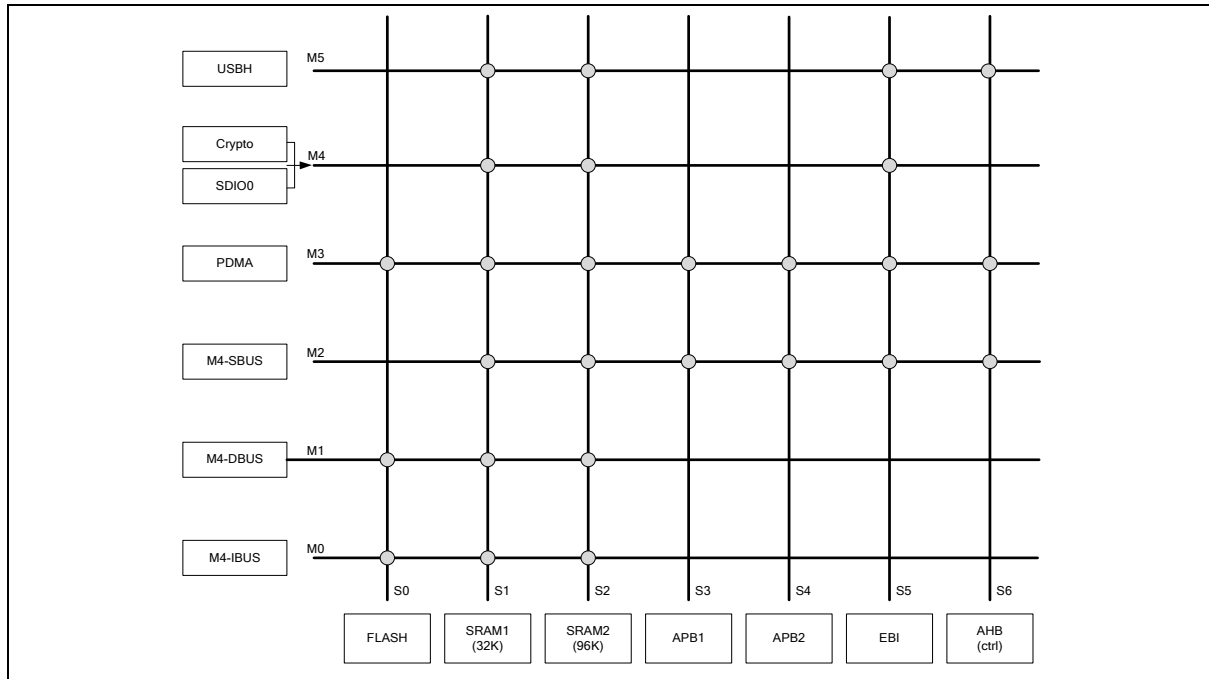 M5
USBH
Crypto
M4
SDIO0
M3
PDMA
M2
M4-SBUS
M1
M4-DBUS
M0
M4-IBUS
S0 S1 S2 S3 S4 S5 S6
FLASH
SRAM1
(32K)
SRAM2
(96K)
APB1
APB2
EBI
AHB
(ctrl)